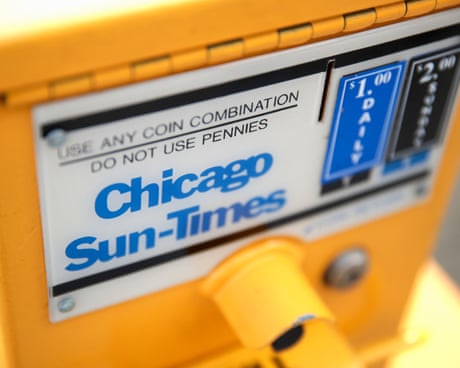 USE ANY COIN COMBINATION
DO NOT USE PENNIES
Chicago
Sun-Times
$1.00
DAILY
$2.00
SUNDAY